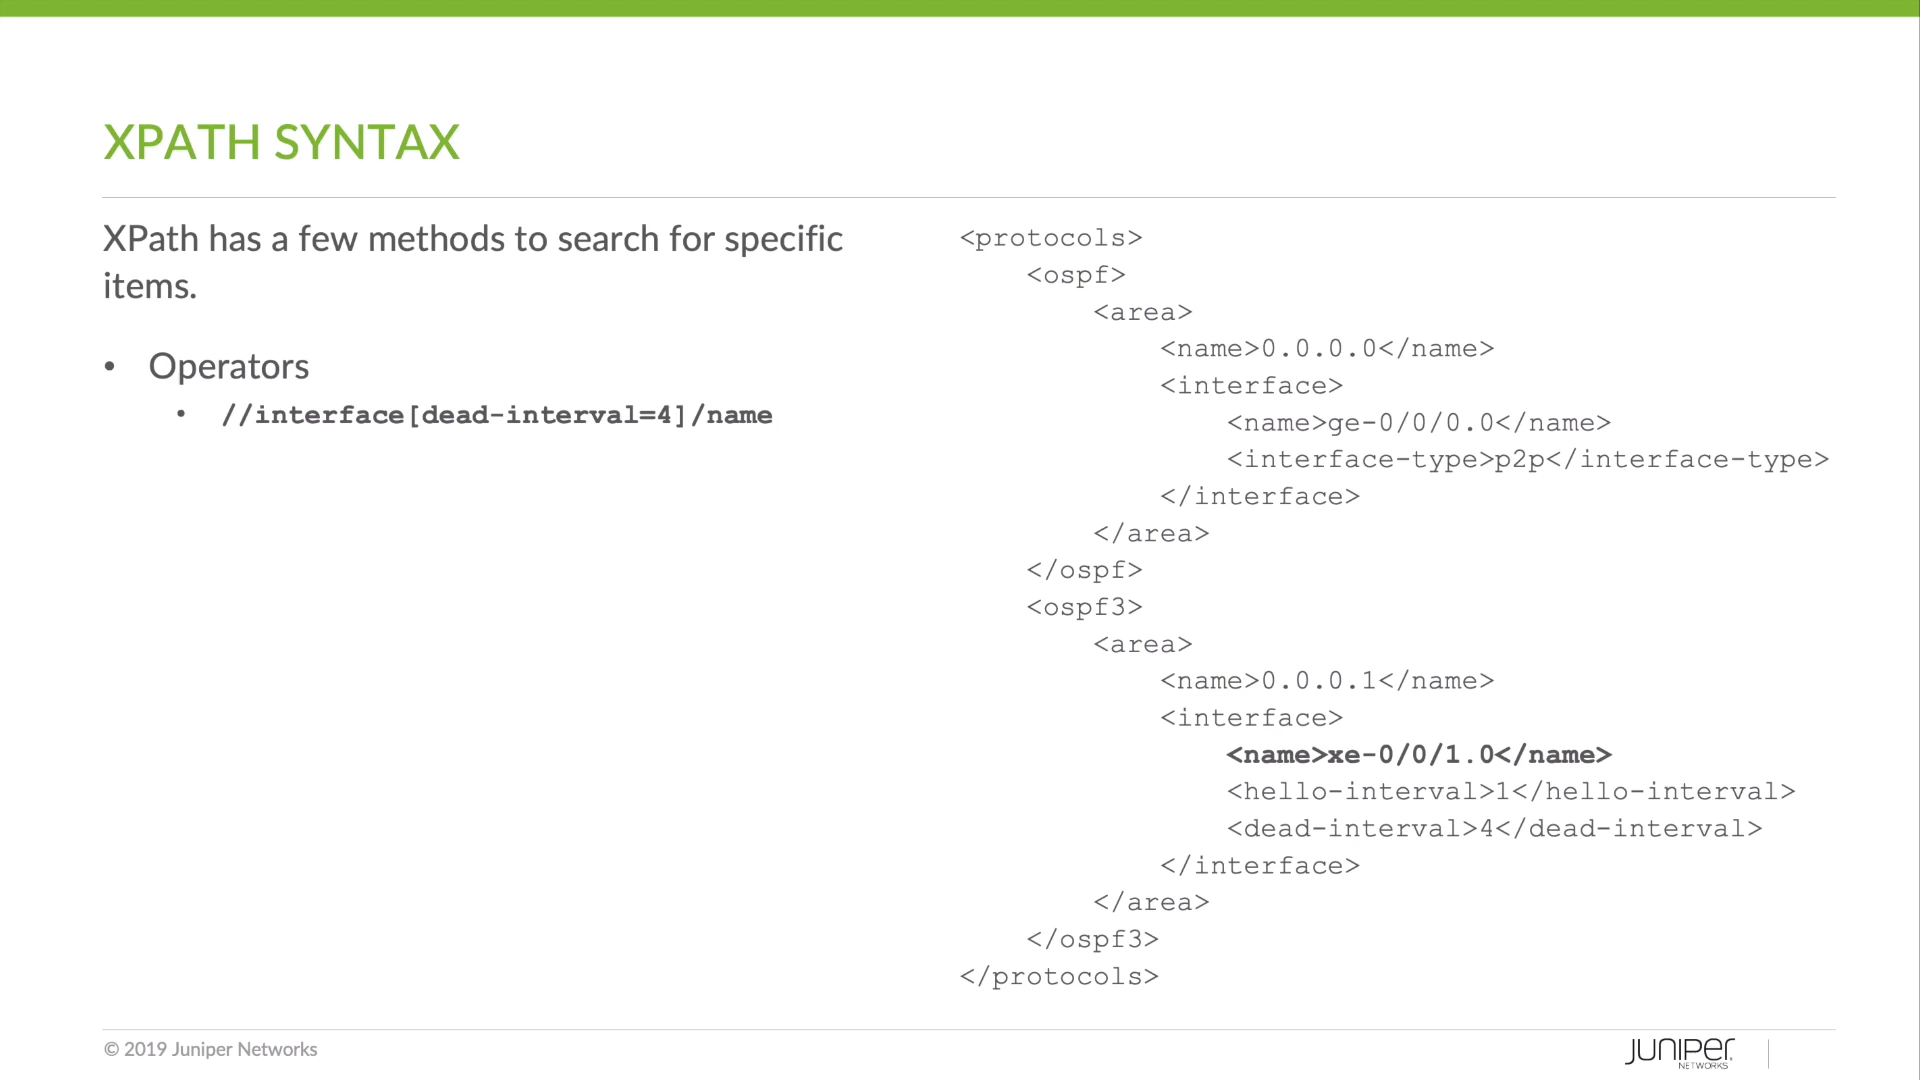 XPATH SYNTAX
XPath has a few methods to search for specific
items.
• Operators
• //interface[dead-interval=4]/name
<protocols>
    <ospf>
        <area>
            <name>0.0.0.0</name>
            <interface>
                <name>ge-0/0/0.0</name>
                <interface-type>p2p</interface-type>
            </interface>
        </area>
    </ospf>
    <ospf3>
        <area>
            <name>0.0.0.1</name>
            <interface>
                <name>xe-0/0/1.0</name>
                <hello-interval>1</hello-interval>
                <dead-interval>4</dead-interval>
            </interface>
        </area>
    </ospf3>
</protocols>
© 2019 Juniper Networks
JUNIPer
NETWORKS